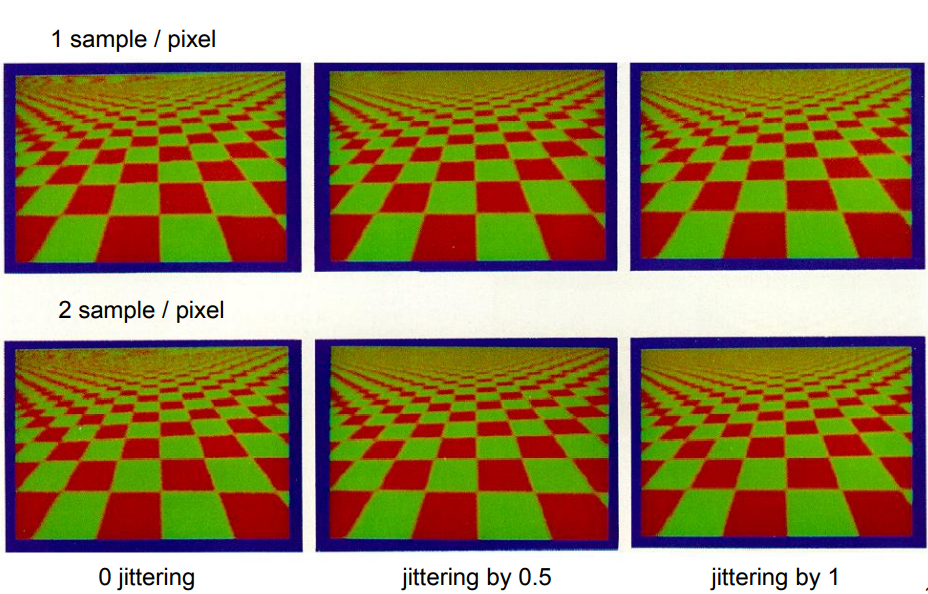 1 sample / pixel
2 sample / pixel
0 jittering
jittering by 0.5
jittering by 1